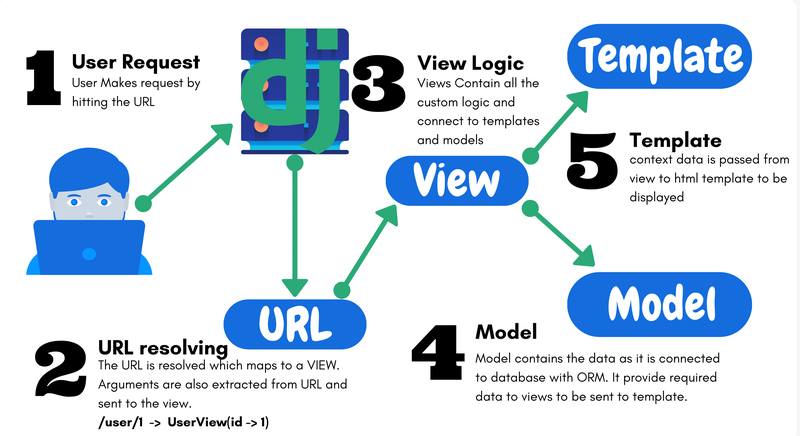 1
User Request
User Makes request by
hitting the URL
dj
3
View Logic
Views Contain all the
custom logic and
connect to templates
and models
Template
5
Template
context data is passed from
view to html template to be
displayed
View
URL
Model
2
URL resolving
The URL is resolved which maps to a VIEW.
Arguments are also extracted from URL and
sent to the view.
/user/1 -> UserView(id -> 1)
4
Model
Model contains the data as it is connected
to database with ORM. It provide required
data to views to be sent to template.